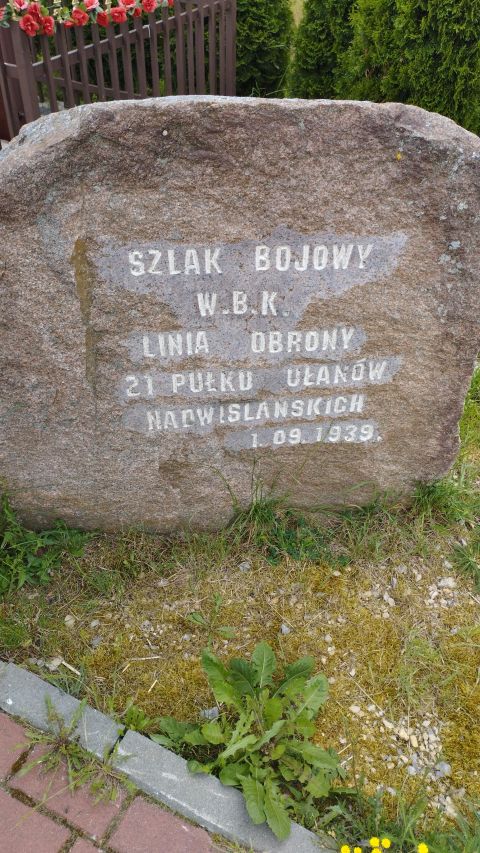 SZLAK BOJOWY
W.B.K.
LINIA OBRONY
21 PUŁKU UŁANÓW
NADWIŚLAŃSKICH
1.09.1939.